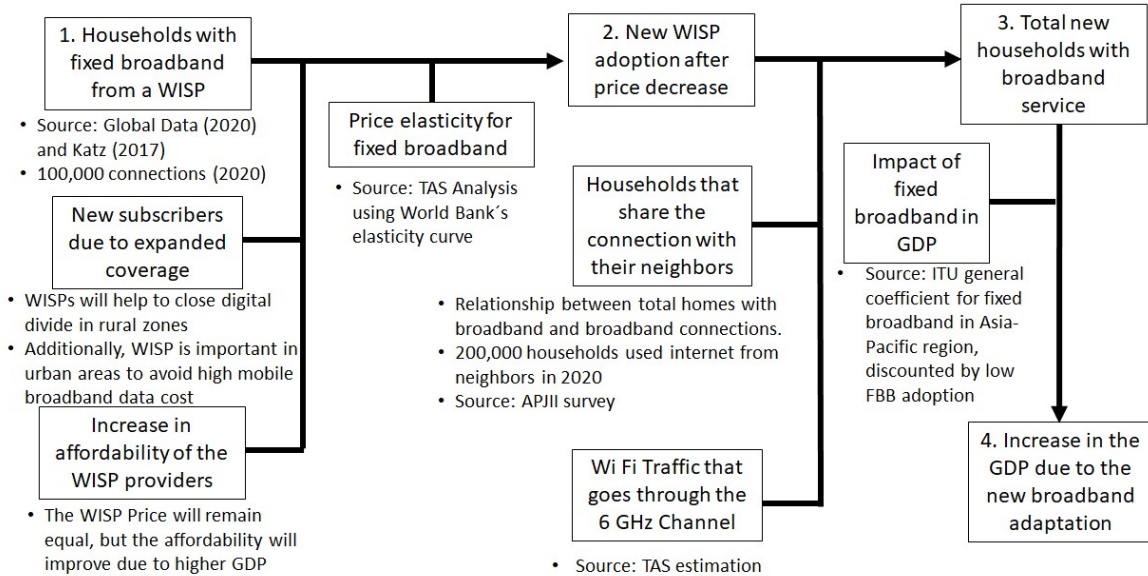 1. Households with
fixed broadband
from a WISP
• Source: Global Data (2020)
and Katz (2017)
• 100,000 connections (2020)
New subscribers
due to expanded
coverage
• WISPs will help to close digital
divide in rural zones
• Additionally, WISP is important in
urban areas to avoid high mobile
broadband data cost
Increase in
affordability of the
WISP providers
• The WISP Price will remain
equal, but the affordability will
improve due to higher GDP
Price elasticity for
fixed broadband
• Source: TAS Analysis
using World Bank´s
elasticity curve
2. New WISP
adoption after
price decrease
Households that
share the
connection with
their neighbors
• Relationship between total homes with
broadband and broadband connections.
• 200,000 households used internet from
neighbors in 2020
• Source: APJII survey
Wi Fi Traffic that
goes through the
6 GHz Channel
• Source: TAS estimation
3. Total new
households with
broadband
service
Impact of
fixed
broadband in
GDP
• Source: ITU general
coefficient for fixed
broadband in Asia-
Pacific region,
discounted by low
FBB adoption
4. Increase in the
GDP due to the
new broadband
adaptation